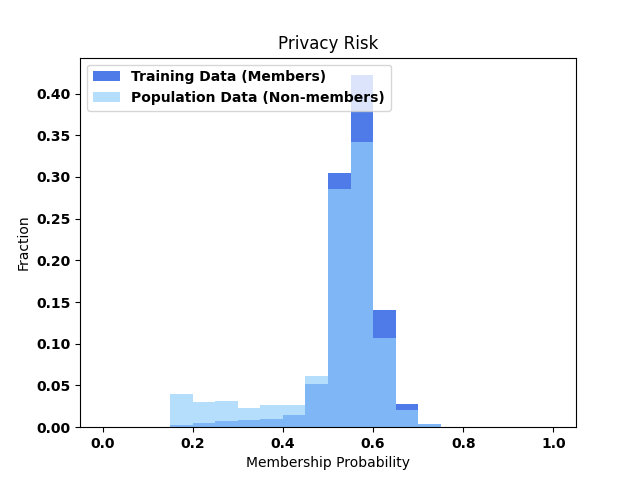 Privacy Risk
Training Data (Members)
Population Data (Non-members)
0.40
0.35
0.30
0.25
0.20
0.15
0.10
0.05
0.00
Fraction
0.0 0.2 0.4 0.6 0.8 1.0
Membership Probability